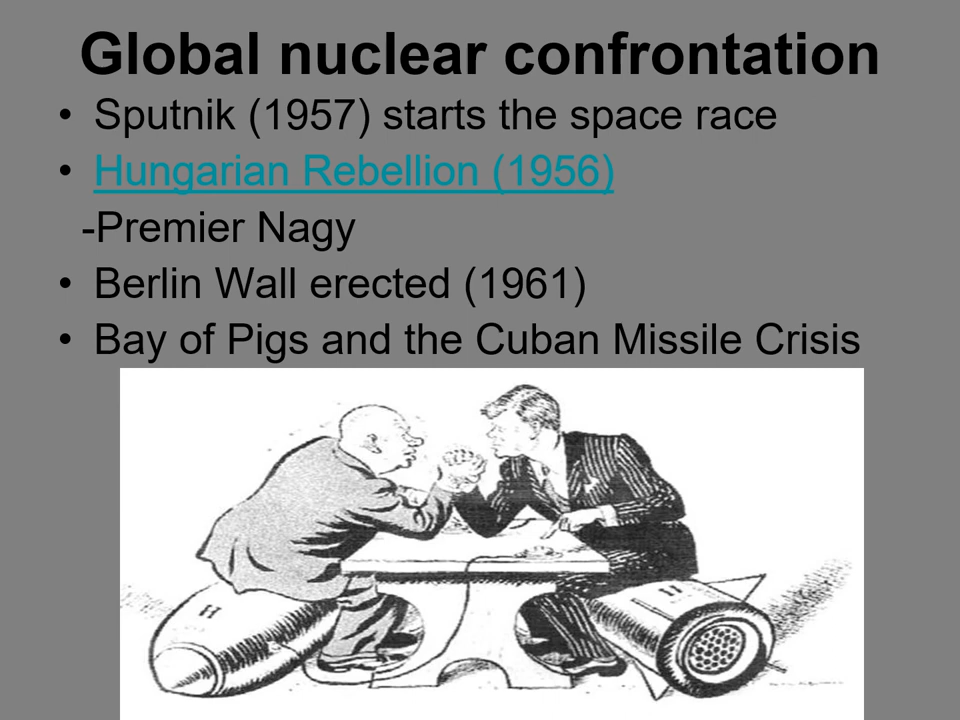 Global nuclear confrontation
• Sputnik (1957) starts the space race
• Hungarian Rebellion (1956)
-Premier Nagy
• Berlin Wall erected (1961)
• Bay of Pigs and the Cuban Missile Crisis
H
H